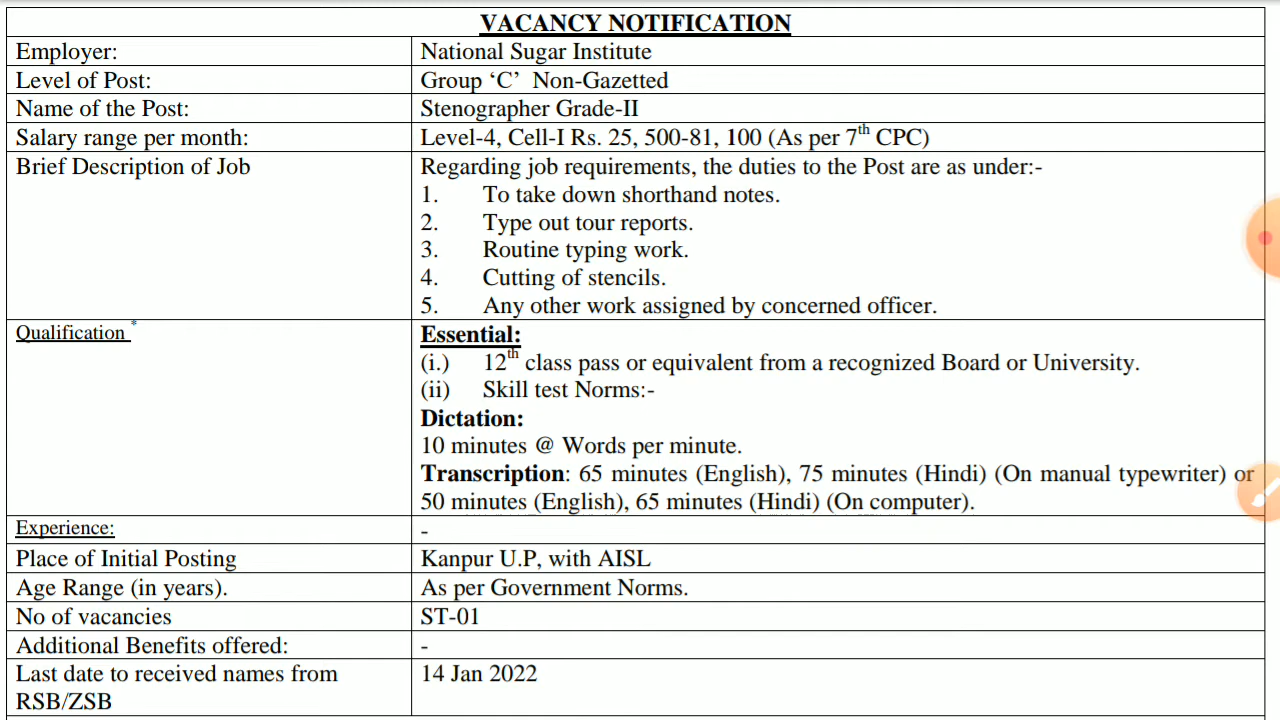 VACANCY NOTIFICATION
Employer: National Sugar Institute
Level of Post: Group ‘C’ Non-Gazetted
Name of the Post: Stenographer Grade-II
Salary range per month: Level-4, Cell-I Rs. 25, 500-81, 100 (As per 7th CPC)
Brief Description of Job Regarding job requirements, the duties to the Post are as under:-
1. To take down shorthand notes.
2. Type out tour reports.
3. Routine typing work.
4. Cutting of stencils.
5. Any other work assigned by concerned officer.
Qualification * Essential:
(i.) 12th class pass or equivalent from a recognized Board or University.
(ii) Skill test Norms:-
Dictation:
10 minutes @ Words per minute.
Transcription: 65 minutes (English), 75 minutes (Hindi) (On manual typewriter) or
50 minutes (English), 65 minutes (Hindi) (On computer).
Experience: -
Place of Initial Posting Kanpur U.P, with AISL
Age Range (in years). As per Government Norms.
No of vacancies ST-01
Additional Benefits offered: -
Last date to received names from 14 Jan 2022
RSB/ZSB